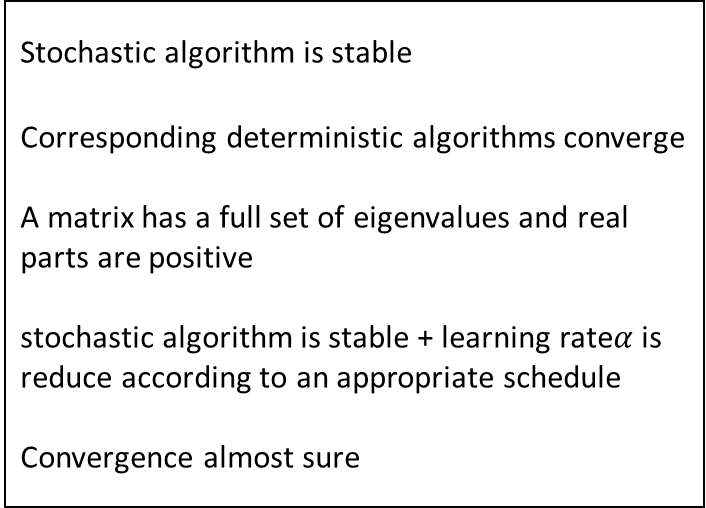 Stochastic algorithm is stable
Corresponding deterministic algorithms converge
A matrix has a full set of eigenvalues and real
parts are positive
stochastic algorithm is stable + learning rate𝛼 is
reduce according to an appropriate schedule
Convergence almost sure